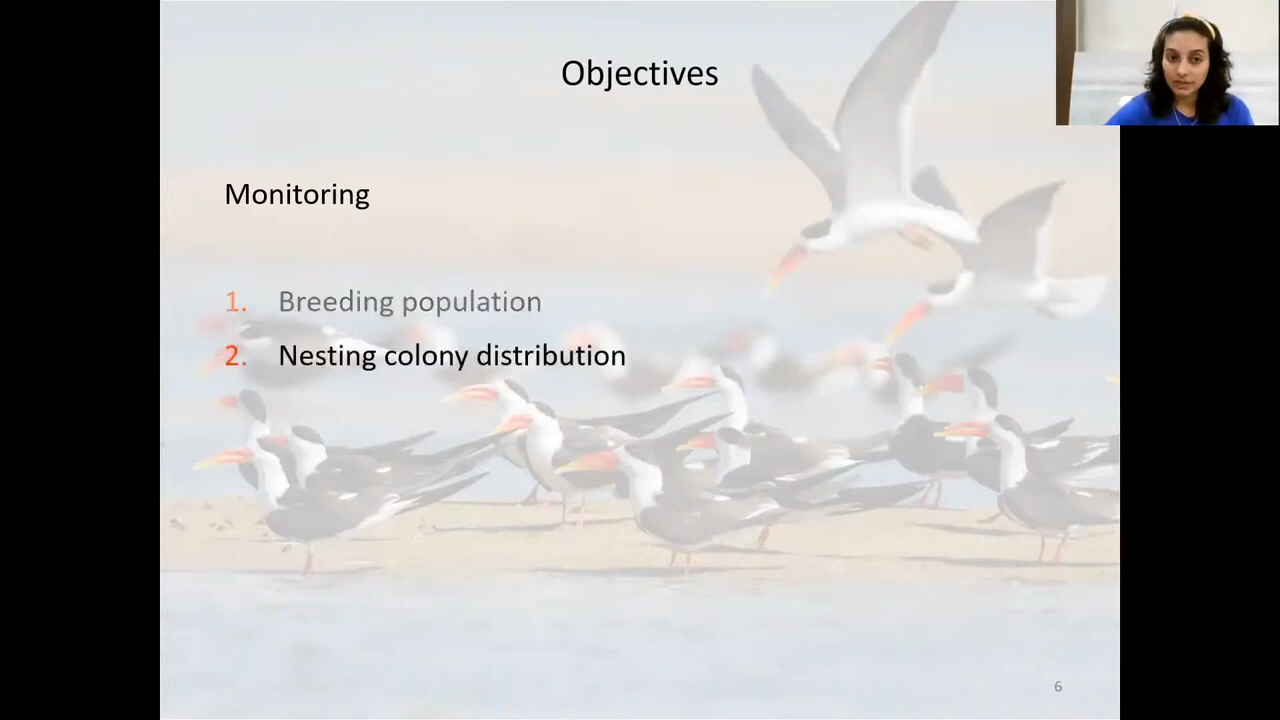 Objectives
Monitoring
1. Breeding population
2. Nesting colony distribution
6